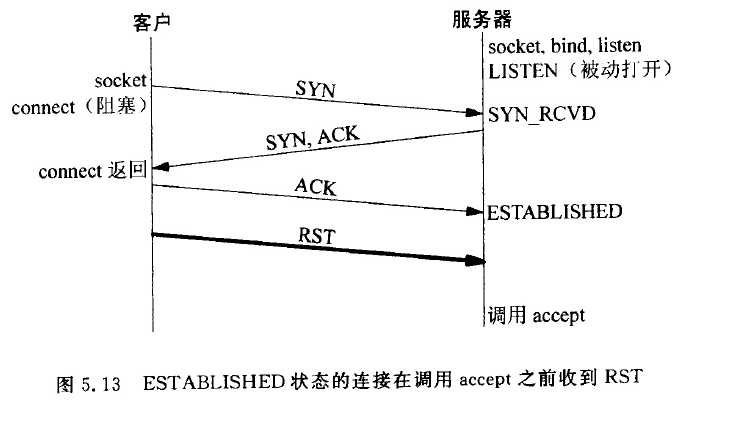 客户
服务器
socket, bind, listen
LISTEN（被动打开）
socket
connect（阻塞）
SYN
SYN_RCVD
SYN, ACK
connect 返回
ACK
ESTABLISHED
RST
调用 accept
图 5.13 ESTABLISHED 状态的连接在调用 accept 之前收到 RST